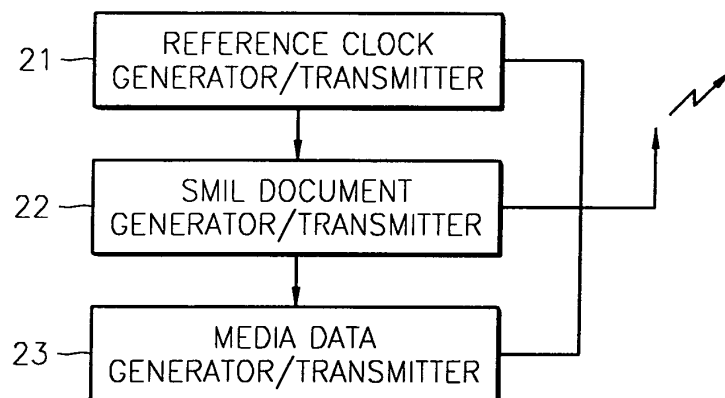 21
REFERENCE CLOCK
GENERATOR/TRANSMITTER
22
SMIL DOCUMENT
GENERATOR/TRANSMITTER
23
MEDIA DATA
GENERATOR/TRANSMITTER